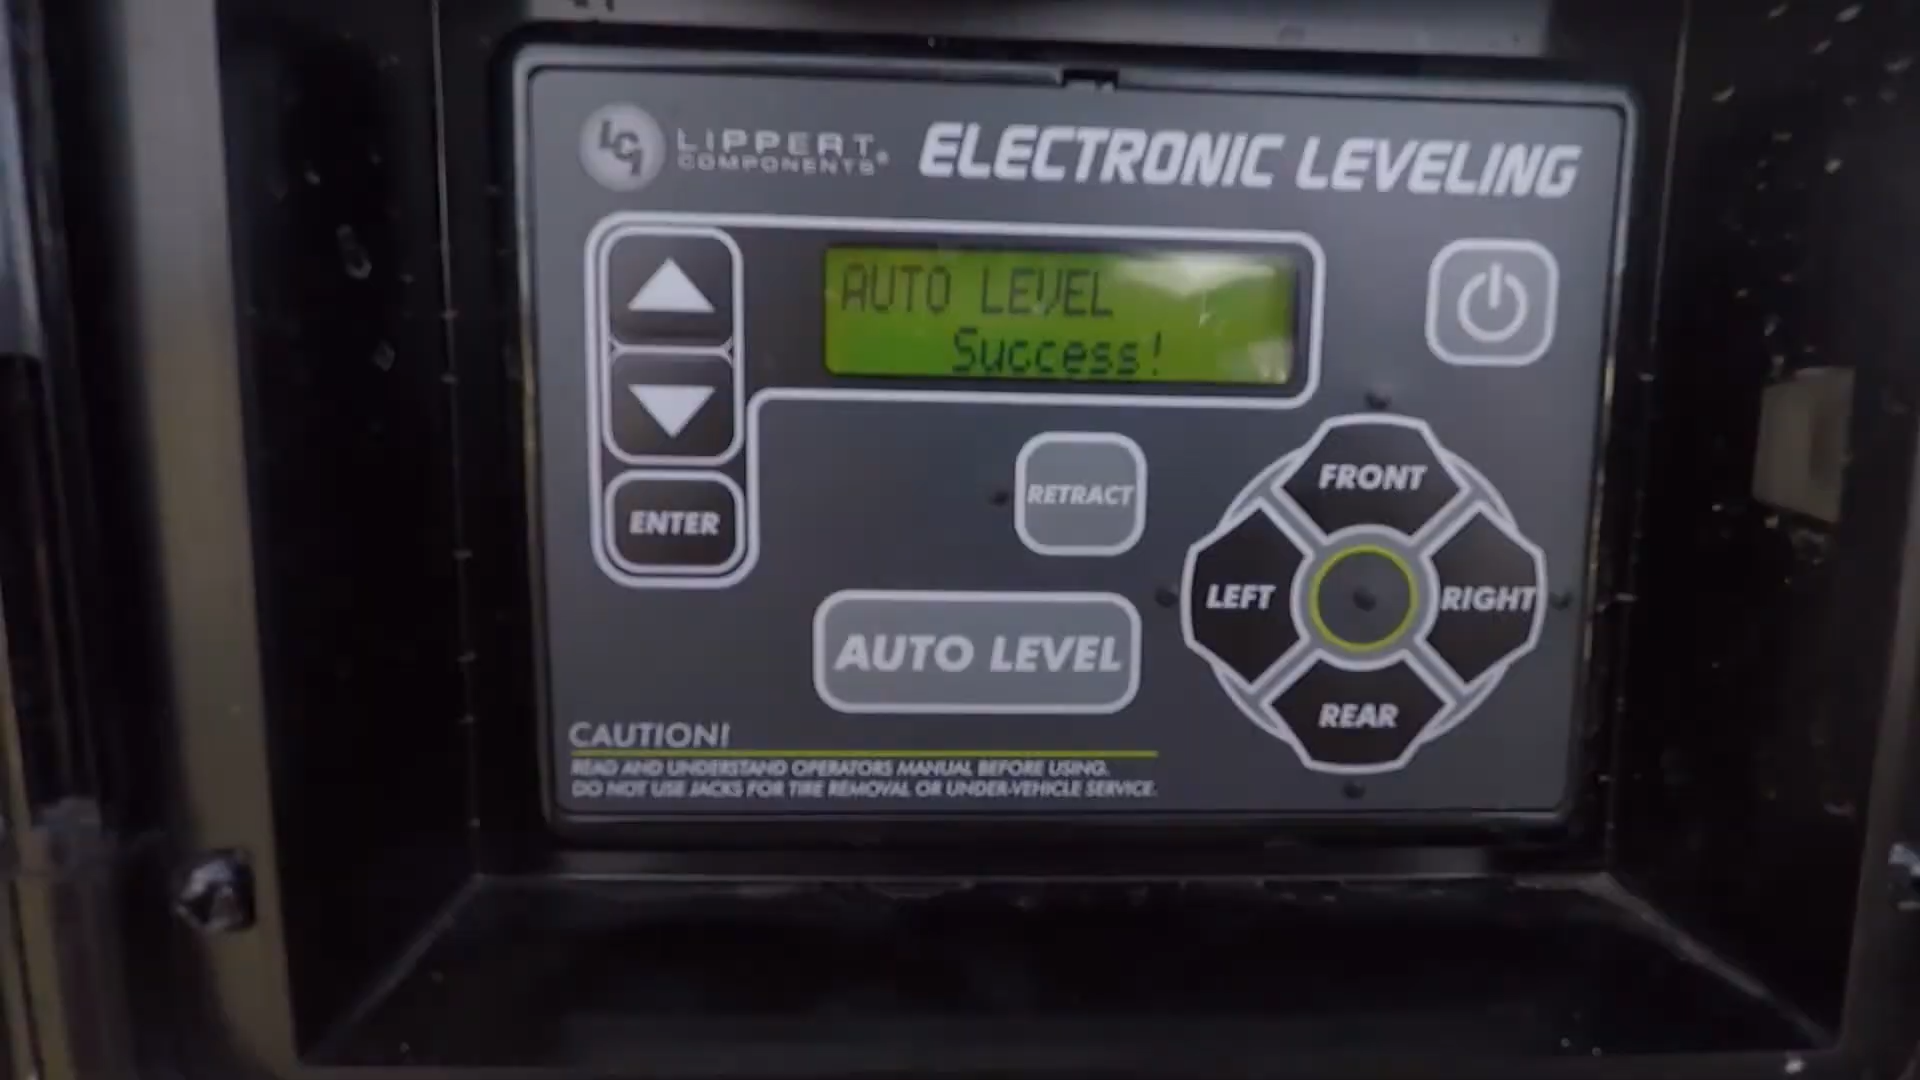 LCI LIPPERT COMPONENTS®
ELECTRONIC LEVELING
AUTO LEVEL
Success!
ENTER
RETRACT
AUTO LEVEL
FRONT
LEFT
RIGHT
REAR
CAUTION!
READ AND UNDERSTAND OPERATORS MANUAL BEFORE USING.
DO NOT USE JACKS FOR TIRE REMOVAL OR UNDER-VEHICLE SERVICE.